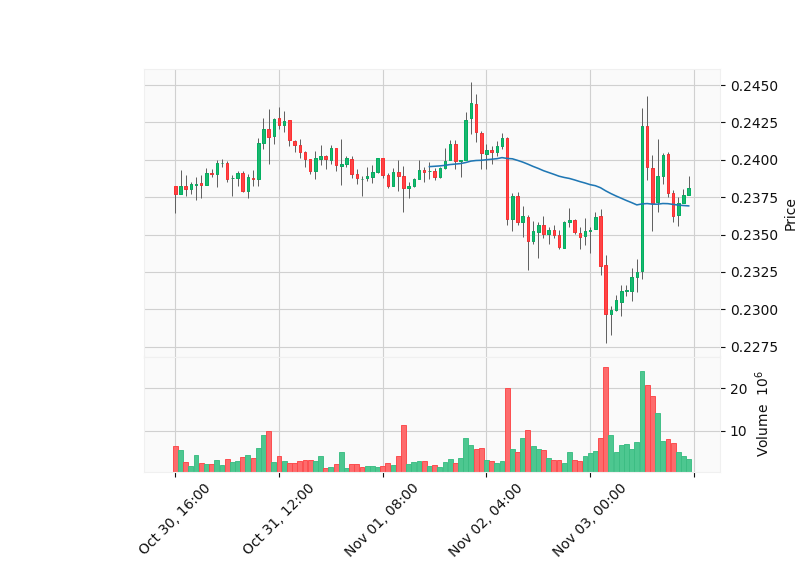 0.2450
0.2425
0.2400
0.2375
0.2350
0.2325
0.2300
0.2275
Price
20
10
Volume 10^6
Oct 30, 16:00
Oct 31, 12:00
Nov 01, 08:00
Nov 02, 04:00
Nov 03, 00:00